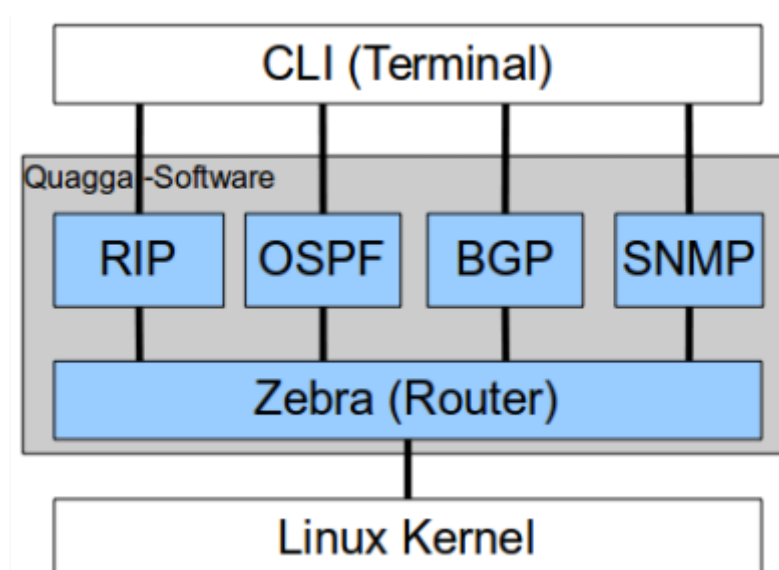 CLI (Terminal)
Quagga -Software
RIP OSPF BGP SNMP
Zebra (Router)
Linux Kernel